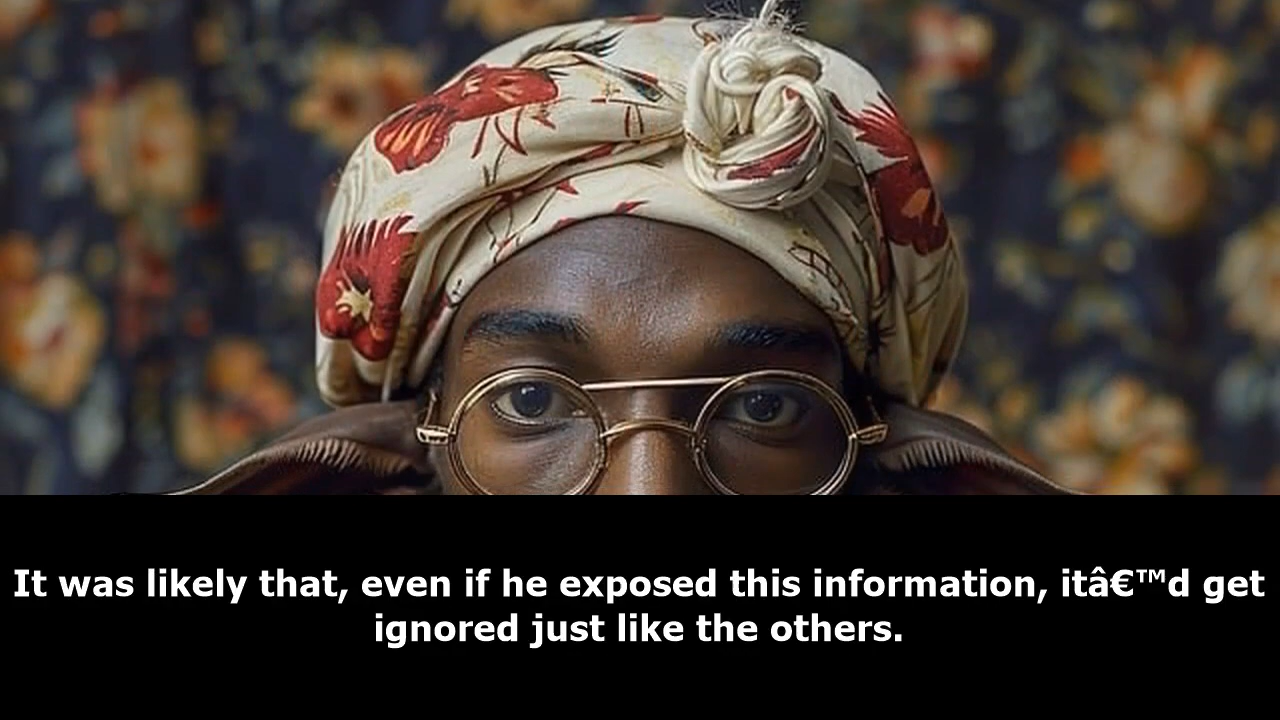 It was likely that, even if he exposed this information, itâ€™d get
ignored just like the others.